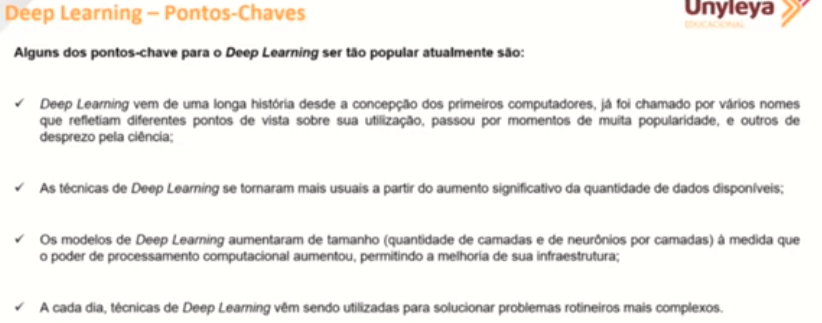 Deep Learning – Pontos-Chaves
Unyleya
EDUCACIONAL
Alguns dos pontos-chave para o Deep Learning ser tão popular atualmente são:
✓ Deep Learning vem de uma longa história desde a concepção dos primeiros computadores, já foi chamado por vários nomes
que refletiam diferentes pontos de vista sobre sua utilização, passou por momentos de muita popularidade, e outros de
desprezo pela ciência;
✓ As técnicas de Deep Learning se tornaram mais usuais a partir do aumento significativo da quantidade de dados disponíveis;
✓ Os modelos de Deep Learning aumentaram de tamanho (quantidade de camadas e de neurônios por camadas) à medida que
o poder de processamento computacional aumentou, permitindo a melhoria de sua infraestrutura;
✓ A cada dia, técnicas de Deep Learning vêm sendo utilizadas para solucionar problemas rotineiros mais complexos.